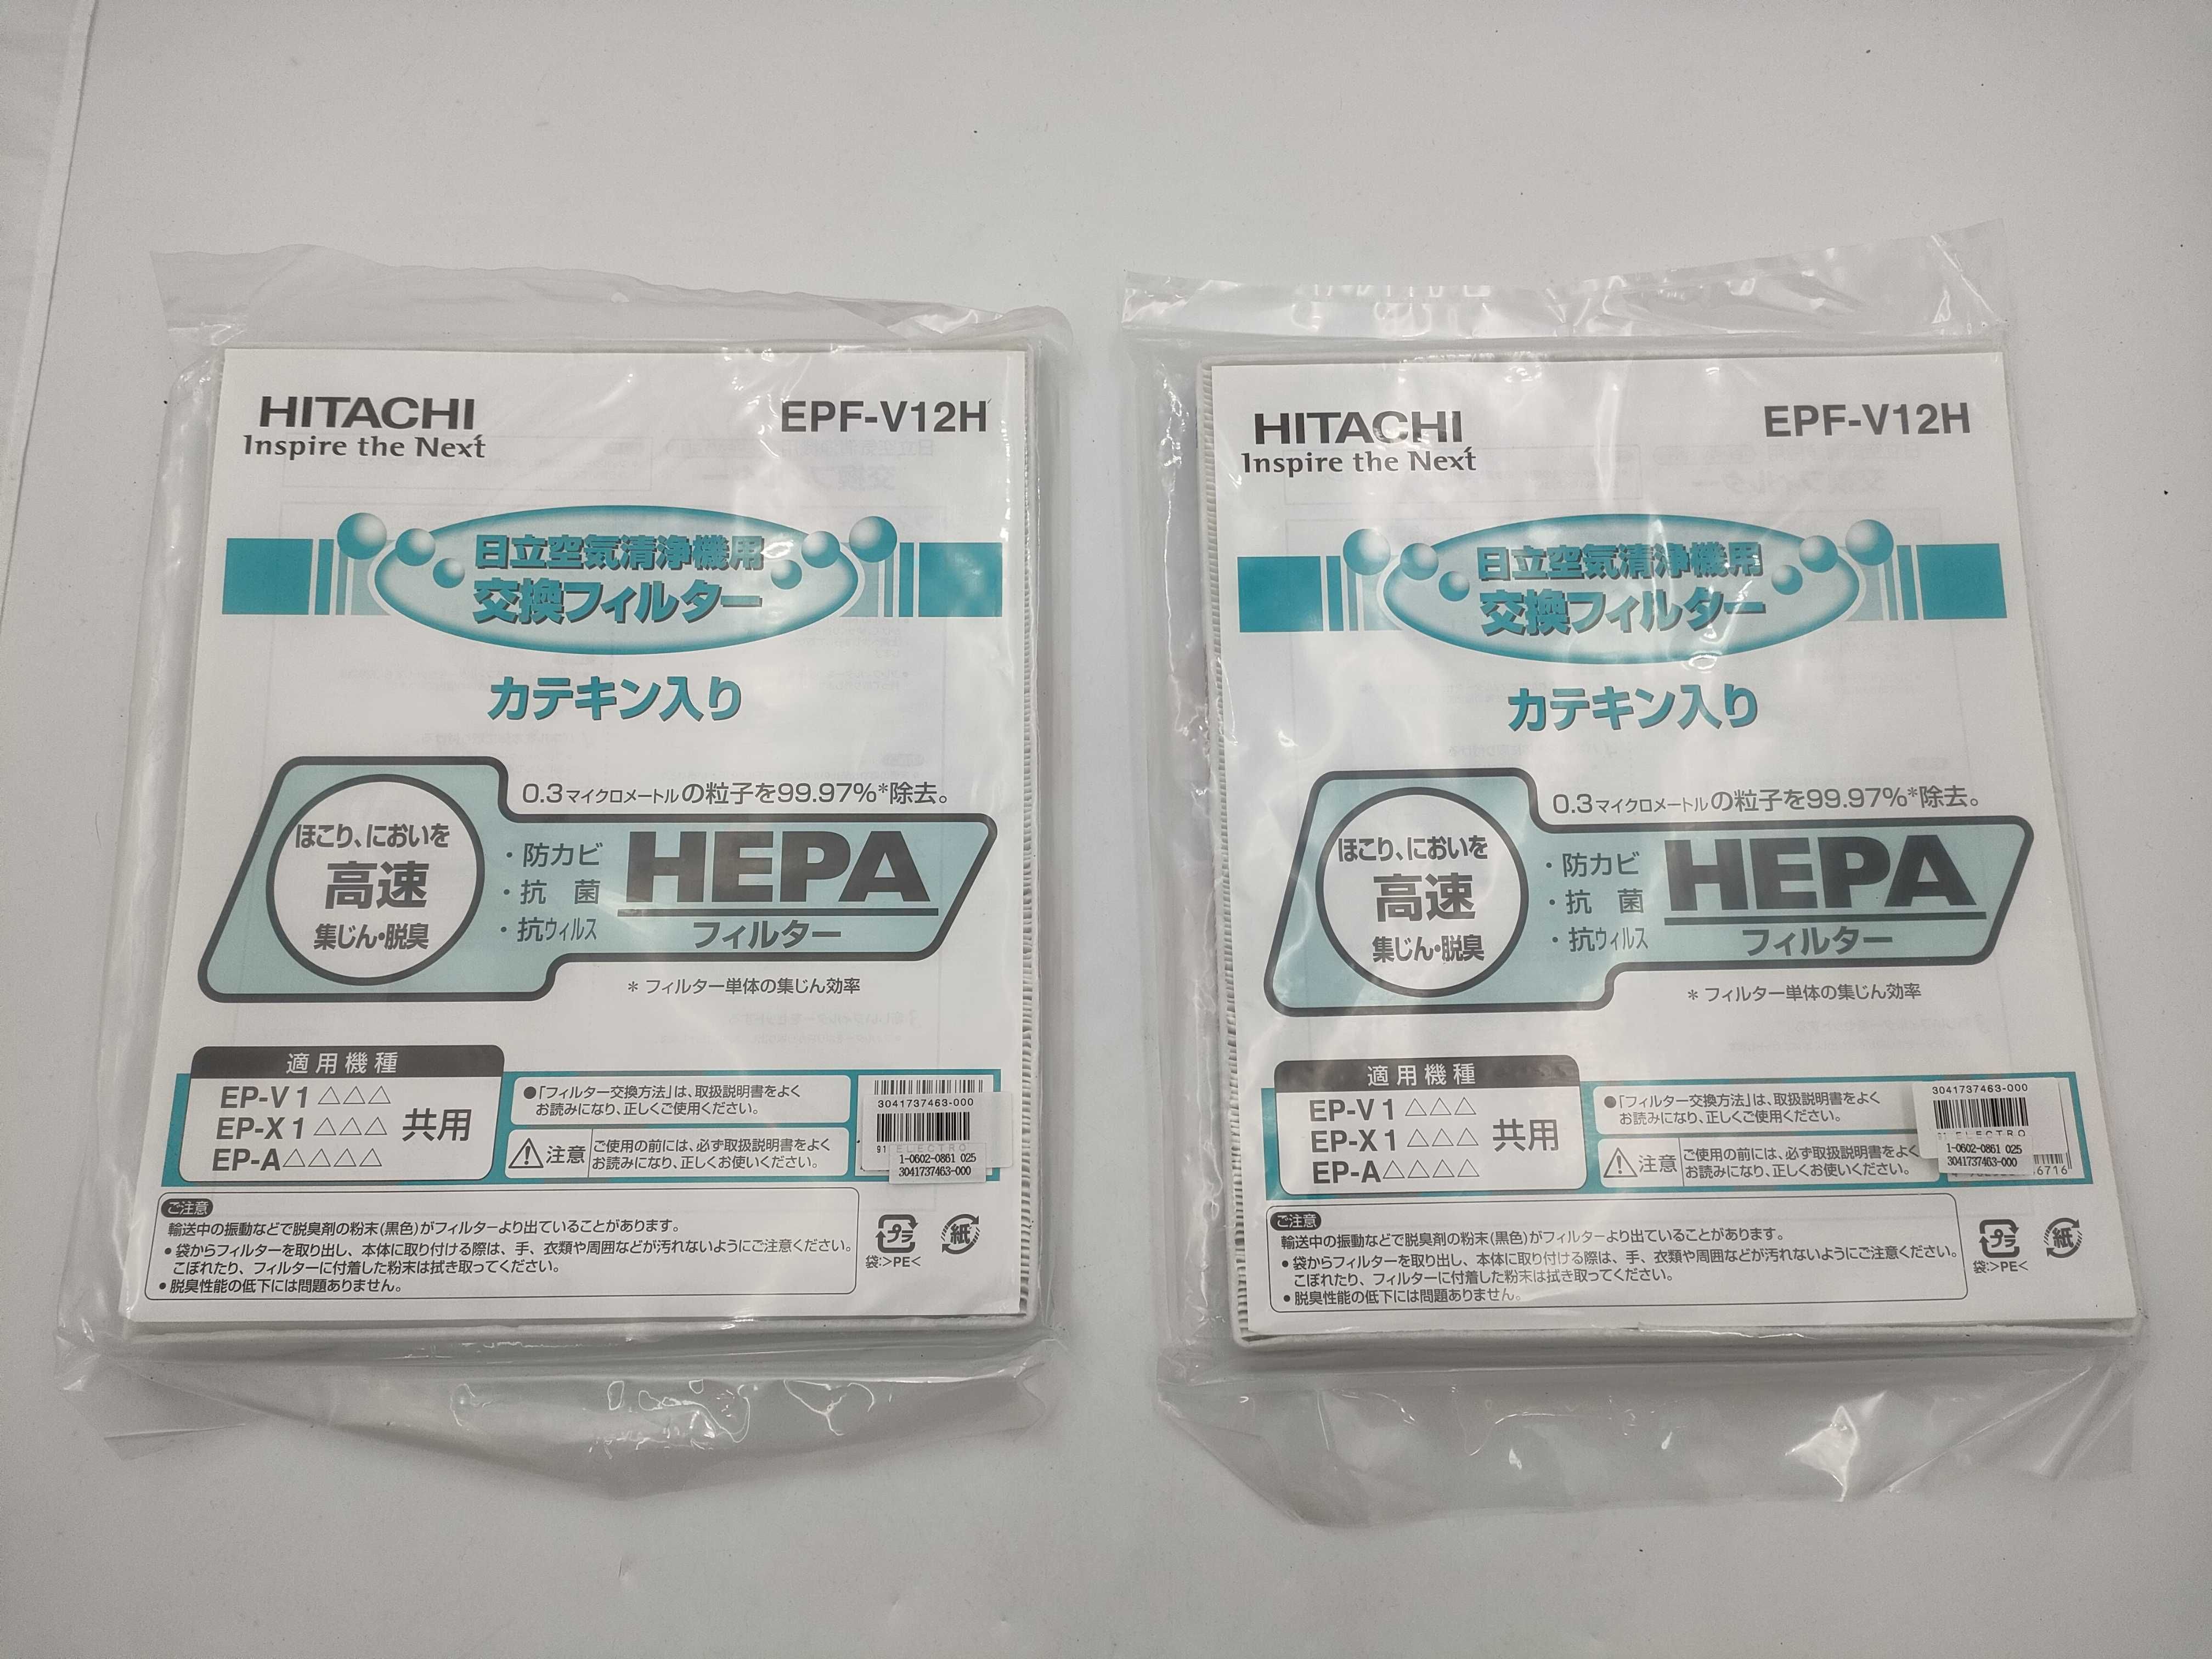 HITACHI
Inspire the Next
EPF-V12H
日立空気清浄機用
交換フィルター
カテキン入り
0.3マイクロメートルの粒子を99.97%*除去。
ほこり、においを
高速
集じん・脱臭
・防カビ
・抗 菌
・抗ウィルス
HEPA
フィルター
*フィルター単体の集じん効率
適用機種
EP-V1△△△
EP-X1△△△
EP-A△△△△
共用
●「フィルター交換方法」は、取扱説明書をよく
お読みになり、正しくご使用ください。
注意
ご使用の前には、必ず取扱説明書をよく
お読みになり、正しくお使いください。
3041737463-000
91 ELECTRO
1-0602-0861 025
3041737463-000
ご注意
輸送中の振動などで脱臭剤の粉末(黒色)がフィルターより出ていることがあります。
●袋からフィルターを取り出し、本体に取り付ける際は、手、衣類や周囲などが汚れないようにご注意ください。
こぼれたり、フィルターに付着した粉末は拭き取ってください。
●脱臭性能の低下には問題ありません。
プラ
袋:>PE<
紙
HITACHI
Inspire the Next
EPF-V12H
日立空気清浄機用
交換フィルター
カテキン入り
0.3マイクロメートルの粒子を99.97%*除去。
ほこり、においを
高速
集じん・脱臭
・防カビ
・抗 菌
・抗ウィルス
HEPA
フィルター
*フィルター単体の集じん効率
適用機種
EP-V1△△△
EP-X1△△△
EP-A△△△△
共用
●「フィルター交換方法」は、取扱説明書をよく
お読みになり、正しくご使用ください。
注意
ご使用の前には、必ず取扱説明書をよく
お読みになり、正しくお使いください。
3041737463-000
ELECTRO
1-0602-0861 025
3041737463-000
6716
ご注意
輸送中の振動などで脱臭剤の粉末(黒色)がフィルターより出ていることがあります。
●袋からフィルターを取り出し、本体に取り付ける際は、手、衣類や周囲などが汚れないようにご注意ください。
こぼれたり、フィルターに付着した粉末は拭き取ってください。
●脱臭性能の低下には問題ありません。
プラ
袋:>PE<
紙